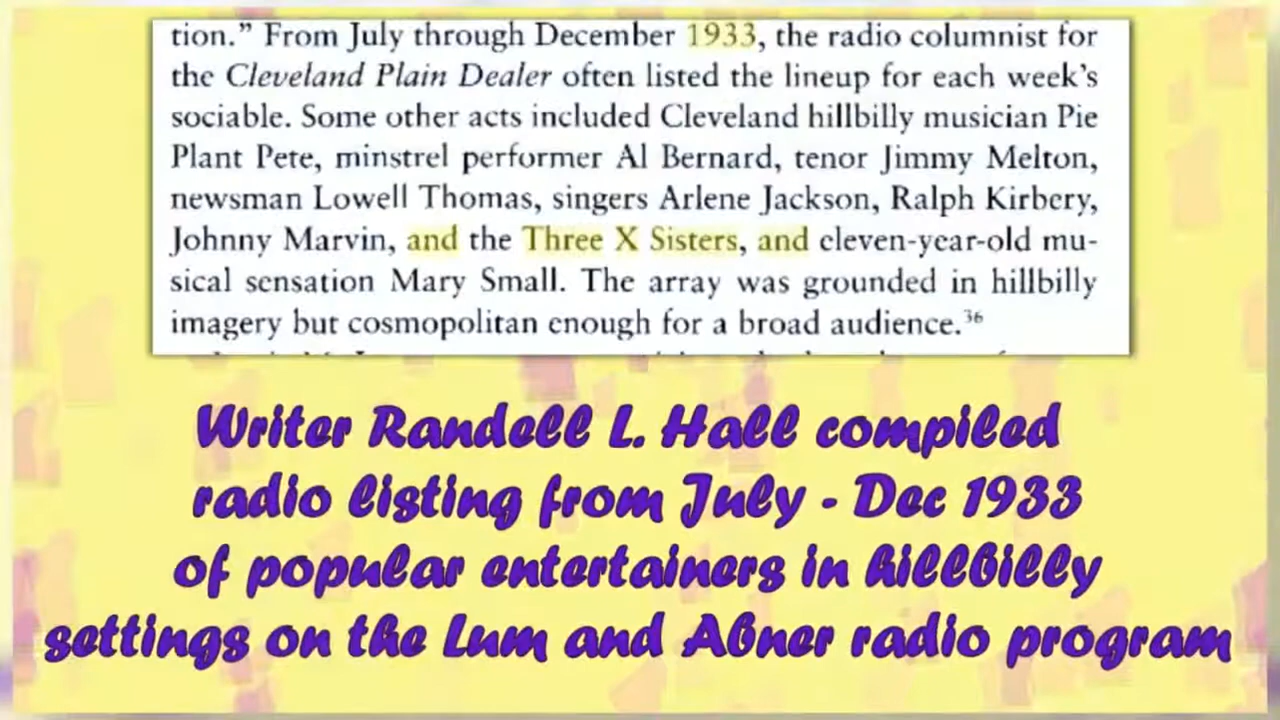 tion.” From July through December 1933, the radio columnist for
the Cleveland Plain Dealer often listed the lineup for each week’s
sociable. Some other acts included Cleveland hillbilly musician Pie
Plant Pete, minstrel performer Al Bernard, tenor Jimmy Melton,
newsman Lowell Thomas, singers Arlene Jackson, Ralph Kirbery,
Johnny Marvin, and the Three X Sisters, and eleven-year-old mu-
sical sensation Mary Small. The array was grounded in hillbilly
imagery but cosmopolitan enough for a broad audience.36
Writer Randell L. Hall compiled
radio listing from July - Dec 1933
of popular entertainers in hillbilly
settings on the Lum and Abner radio program